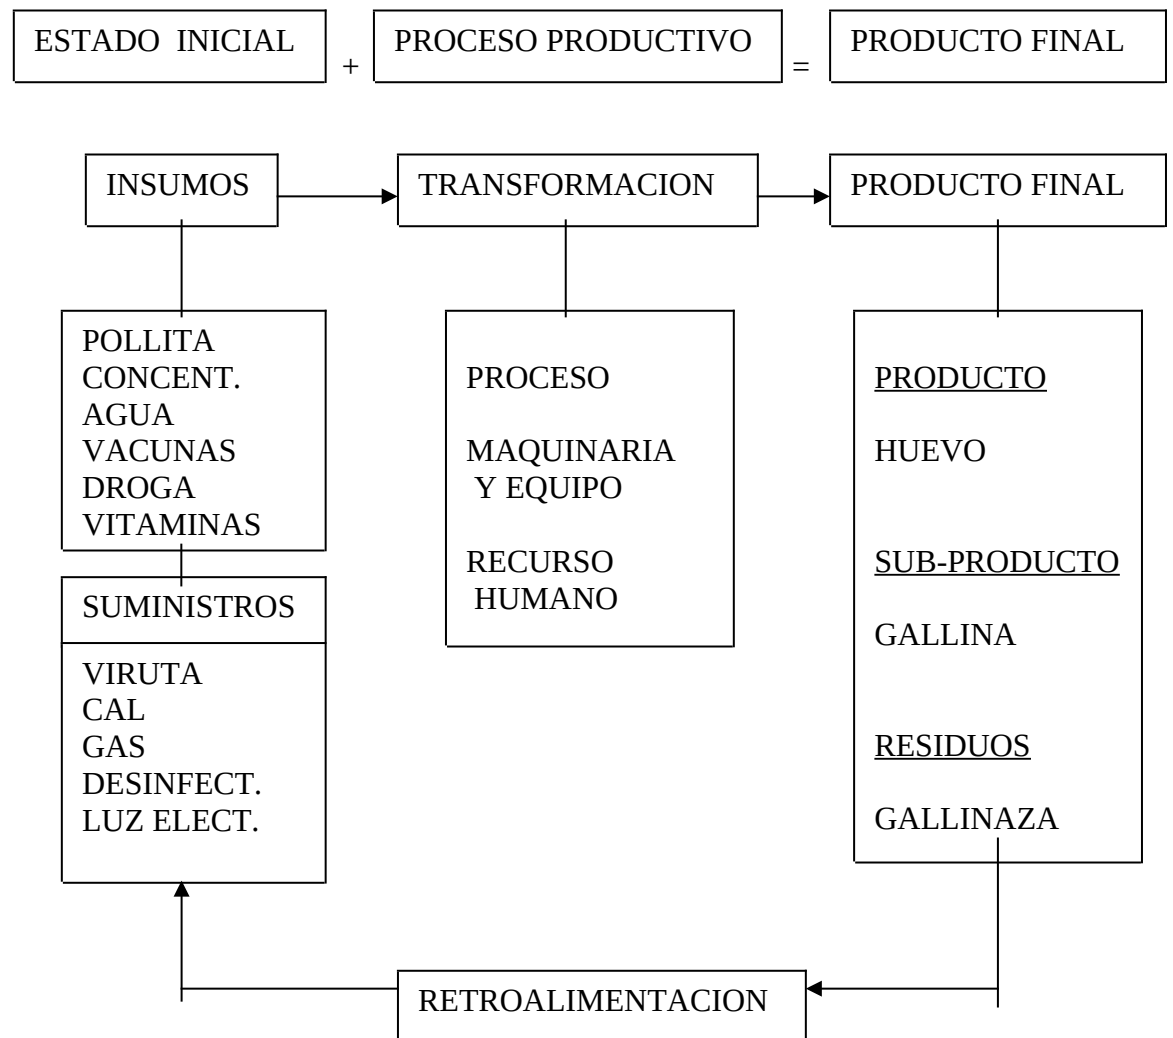 ESTADO INICIAL + PROCESO PRODUCTIVO = PRODUCTO FINAL
INSUMOS
TRANSFORMACION
PRODUCTO FINAL
POLLITA
CONCENT.
AGUA
VACUNAS
DROGA
VITAMINAS
SUMINISTROS
VIRUTA
CAL
GAS
DESINFECT.
LUZ ELECT.
PROCESO
MAQUINARIA
Y EQUIPO
RECURSO
HUMANO
PRODUCTO
HUEVO
SUB-PRODUCTO
GALLINA
RESIDUOS
GALLINAZA
RETROALIMENTACION